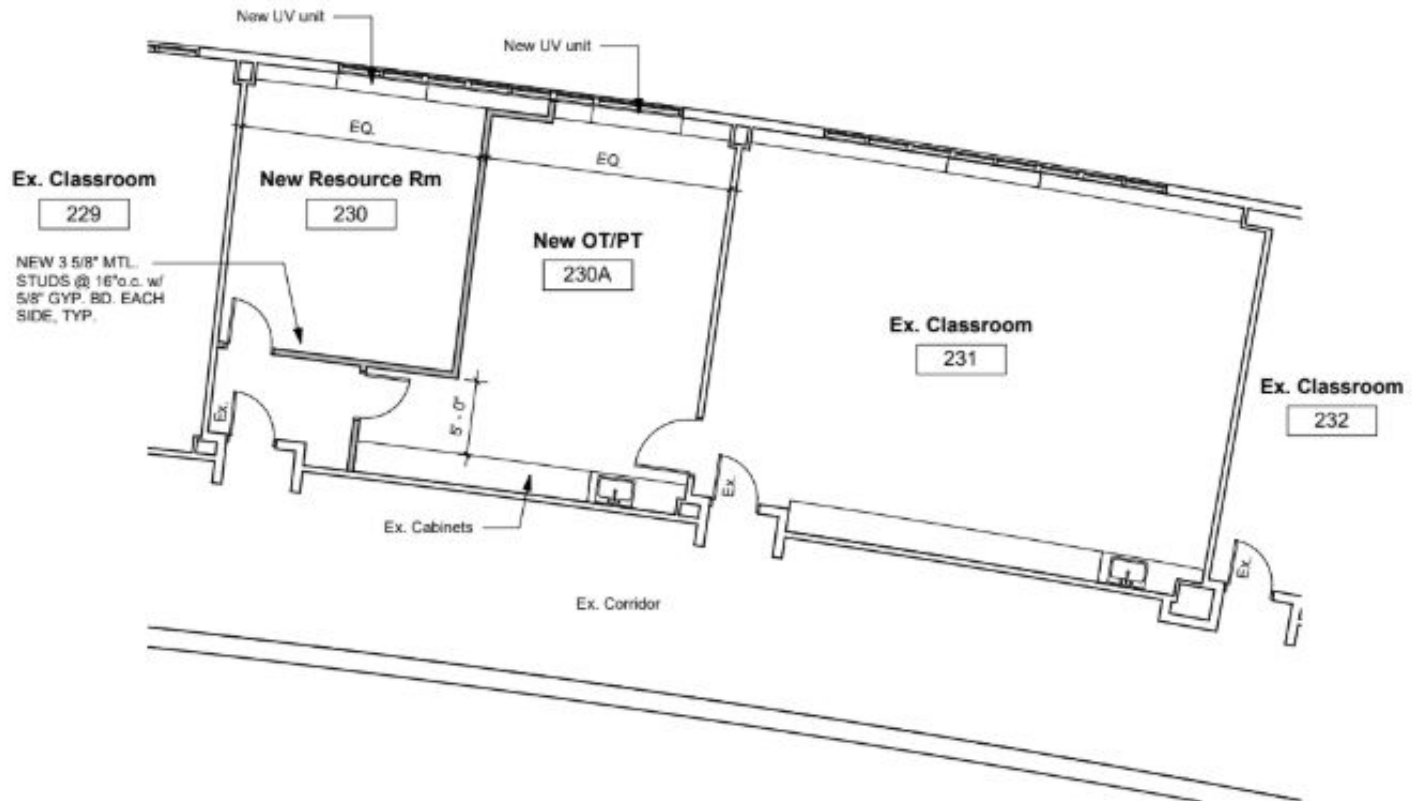 New UV unit
New UV unit
EQ.
EQ
Ex. Classroom
229
New Resource Rm
230
New OT/PT
230A
NEW 3 5/8" MTL.
STUDS @ 16"o.c. w/
5/8" GYP. BD. EACH
SIDE, TYP.
Ex. Classroom
231
Ex. Classroom
232
Ex.
5' - 0"
Ex.
Ex. Cabinets
Ex.
Ex. Corridor